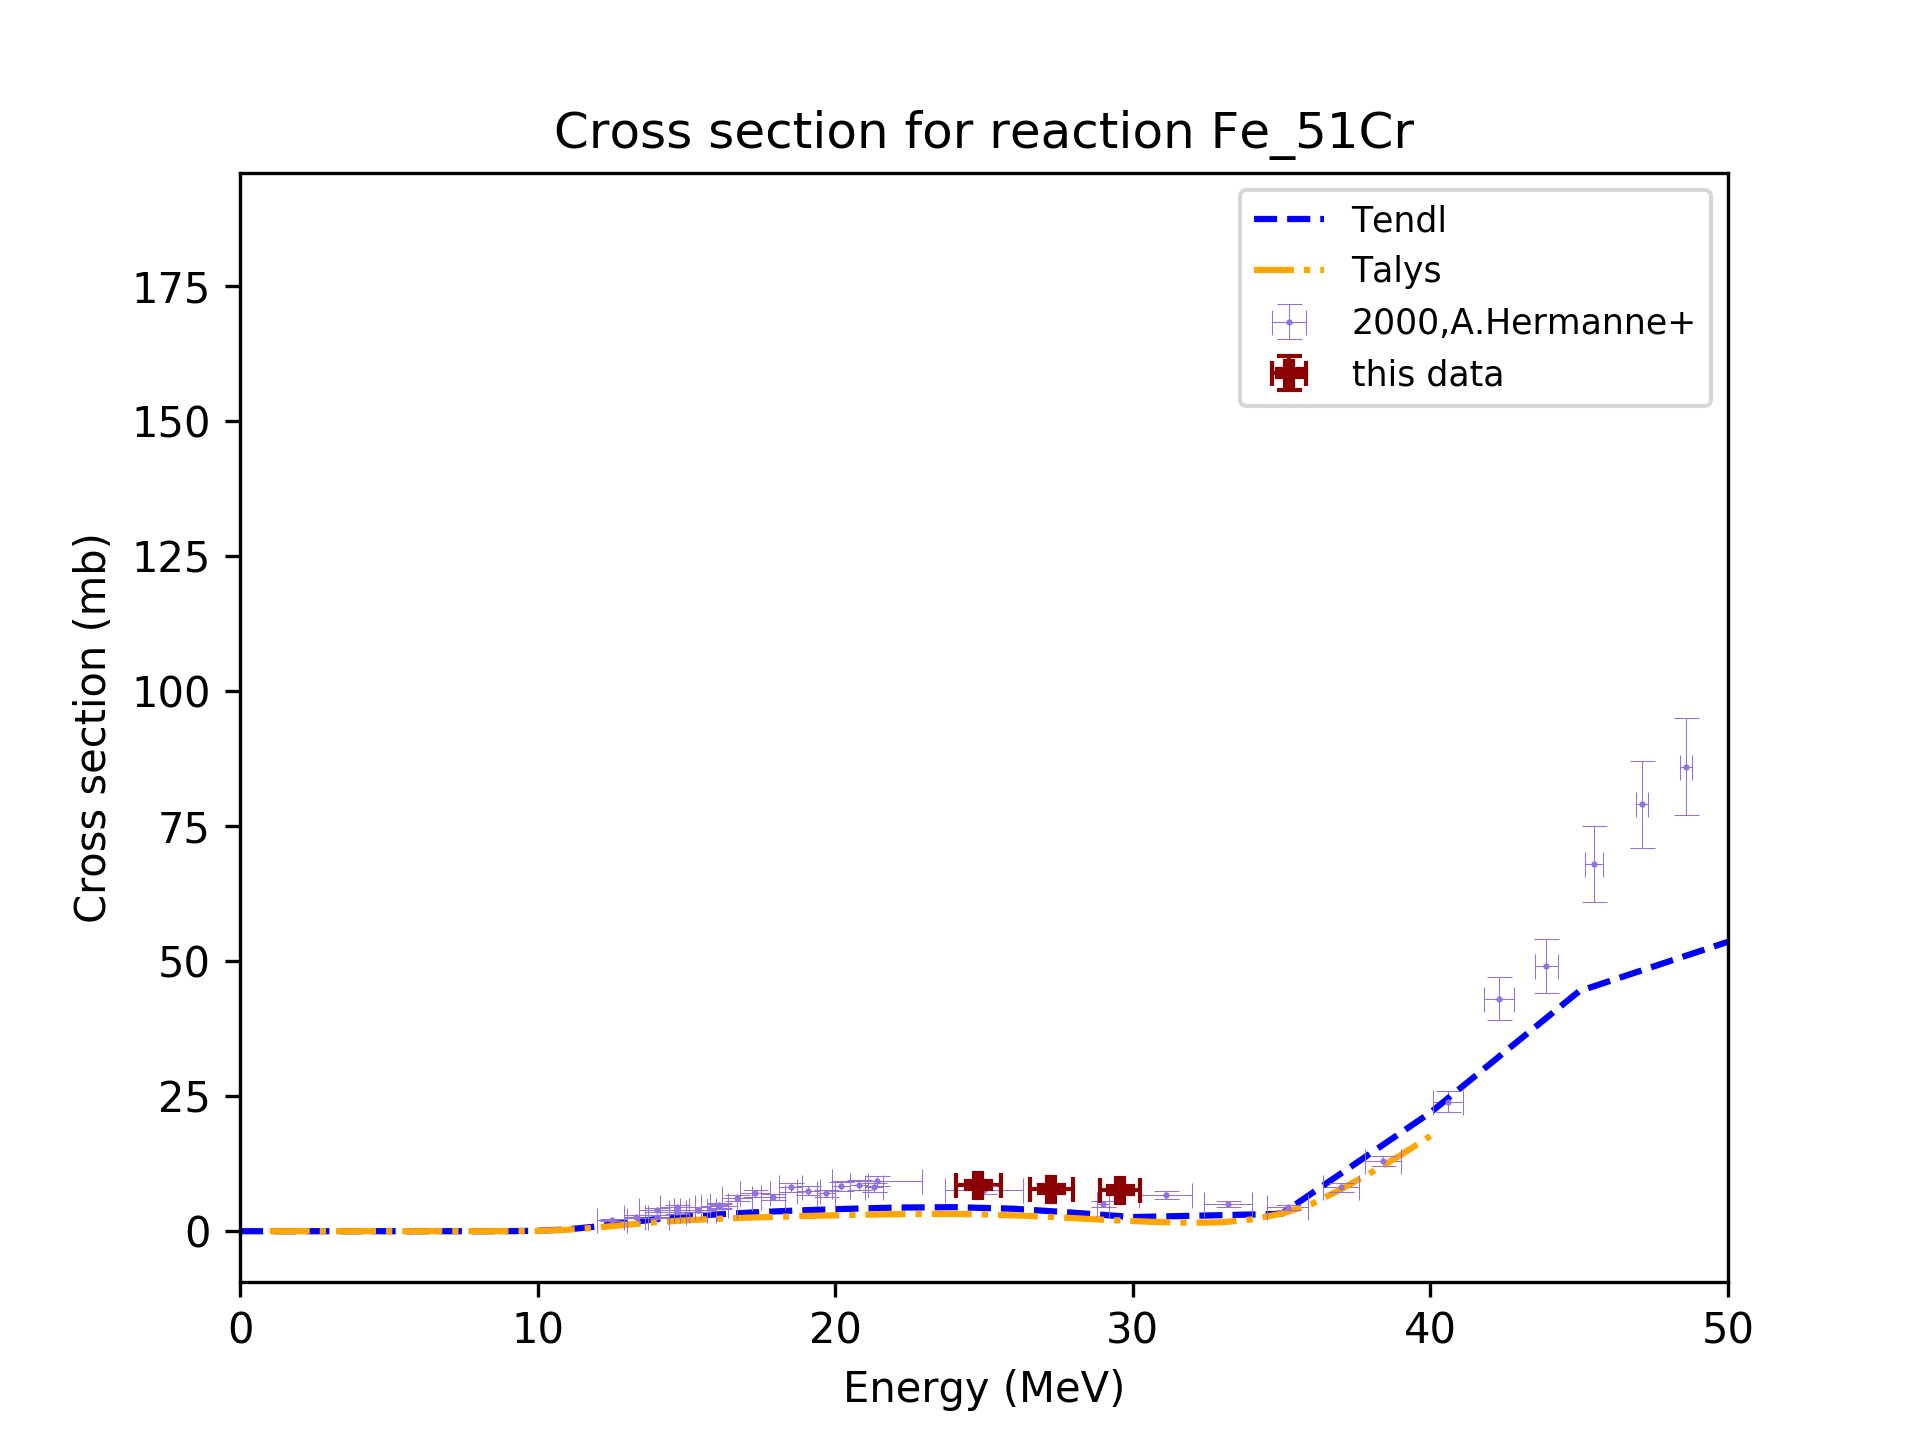 Cross section for reaction Fe_51Cr
Tendl
Talys
2000,A.Hermanne+
this data
Cross section (mb)
175
150
125
100
75
50
25
0
0 10 20 30 40 50
Energy (MeV)